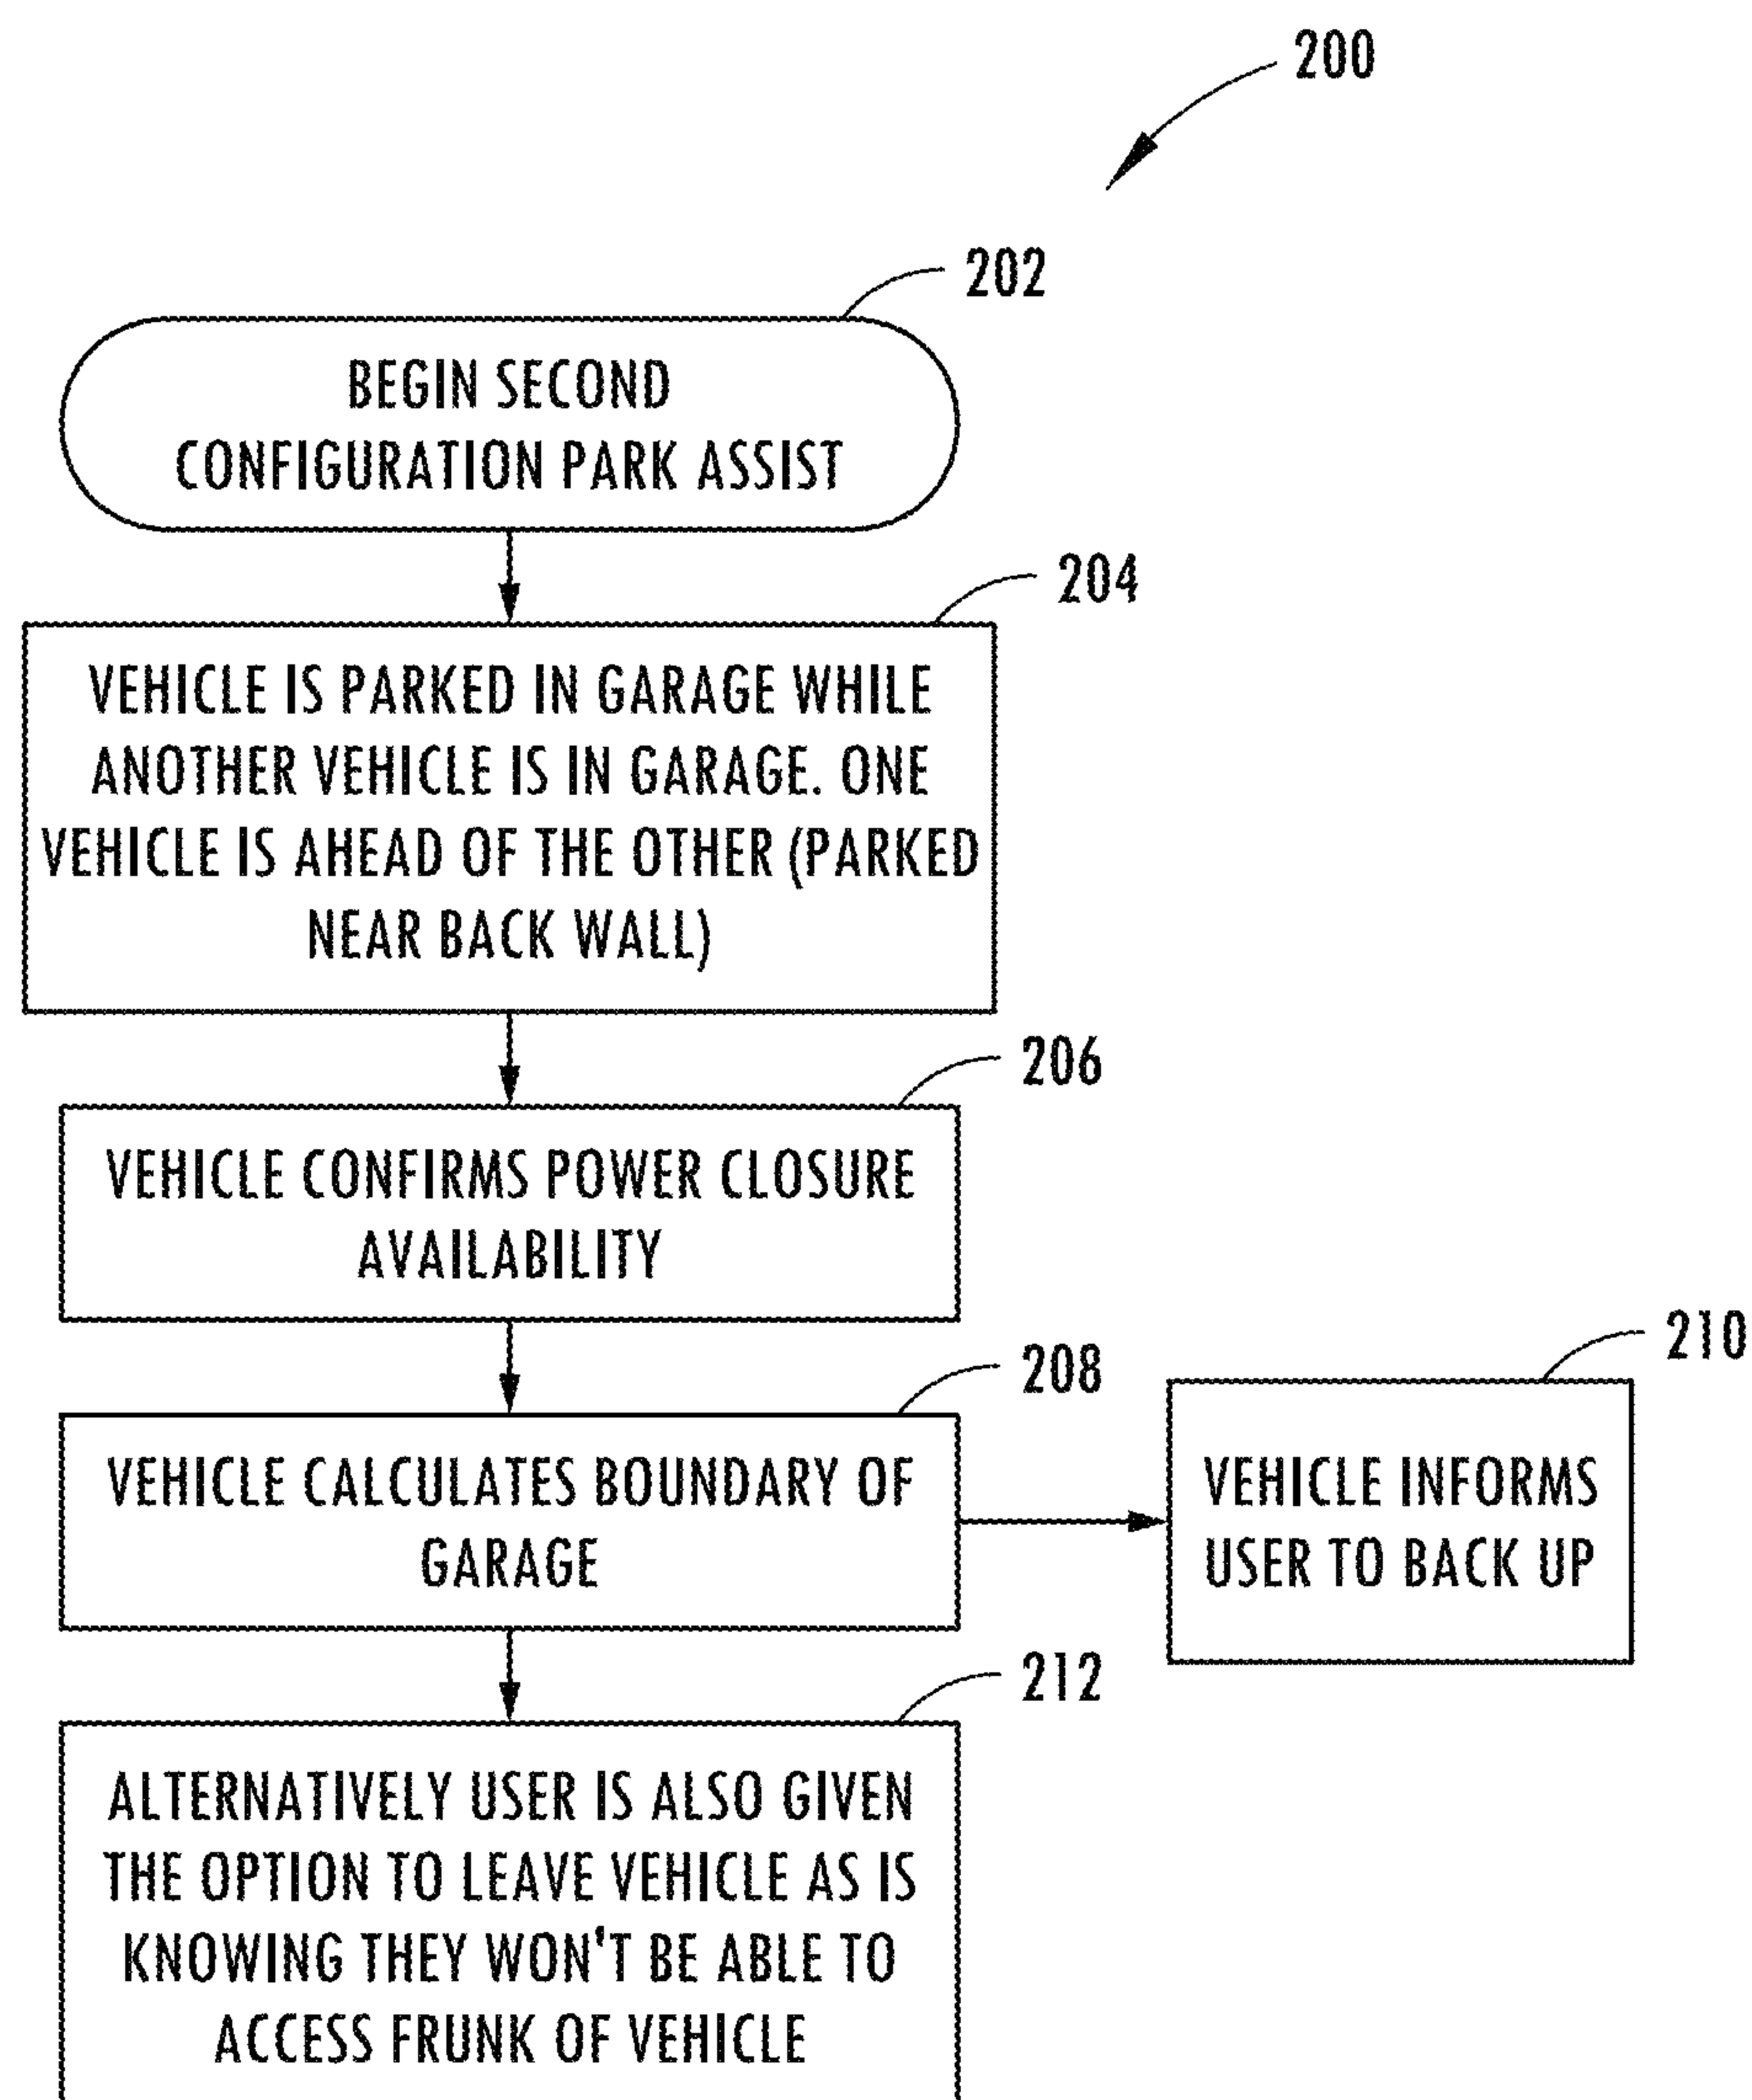 200
202
BEGIN SECOND
CONFIGURATION PARK ASSIST
204
VEHICLE IS PARKED IN GARAGE WHILE
ANOTHER VEHICLE IS IN GARAGE. ONE
VEHICLE IS AHEAD OF THE OTHER (PARKED
NEAR BACK WALL)
206
VEHICLE CONFIRMS POWER CLOSURE
AVAILABILITY
208
VEHICLE CALCULATES BOUNDARY OF
GARAGE
210
VEHICLE INFORMS
USER TO BACK UP
212
ALTERNATIVELY USER IS ALSO GIVEN
THE OPTION TO LEAVE VEHICLE AS IS
KNOWING THEY WON'T BE ABLE TO
ACCESS FRUNK OF VEHICLE